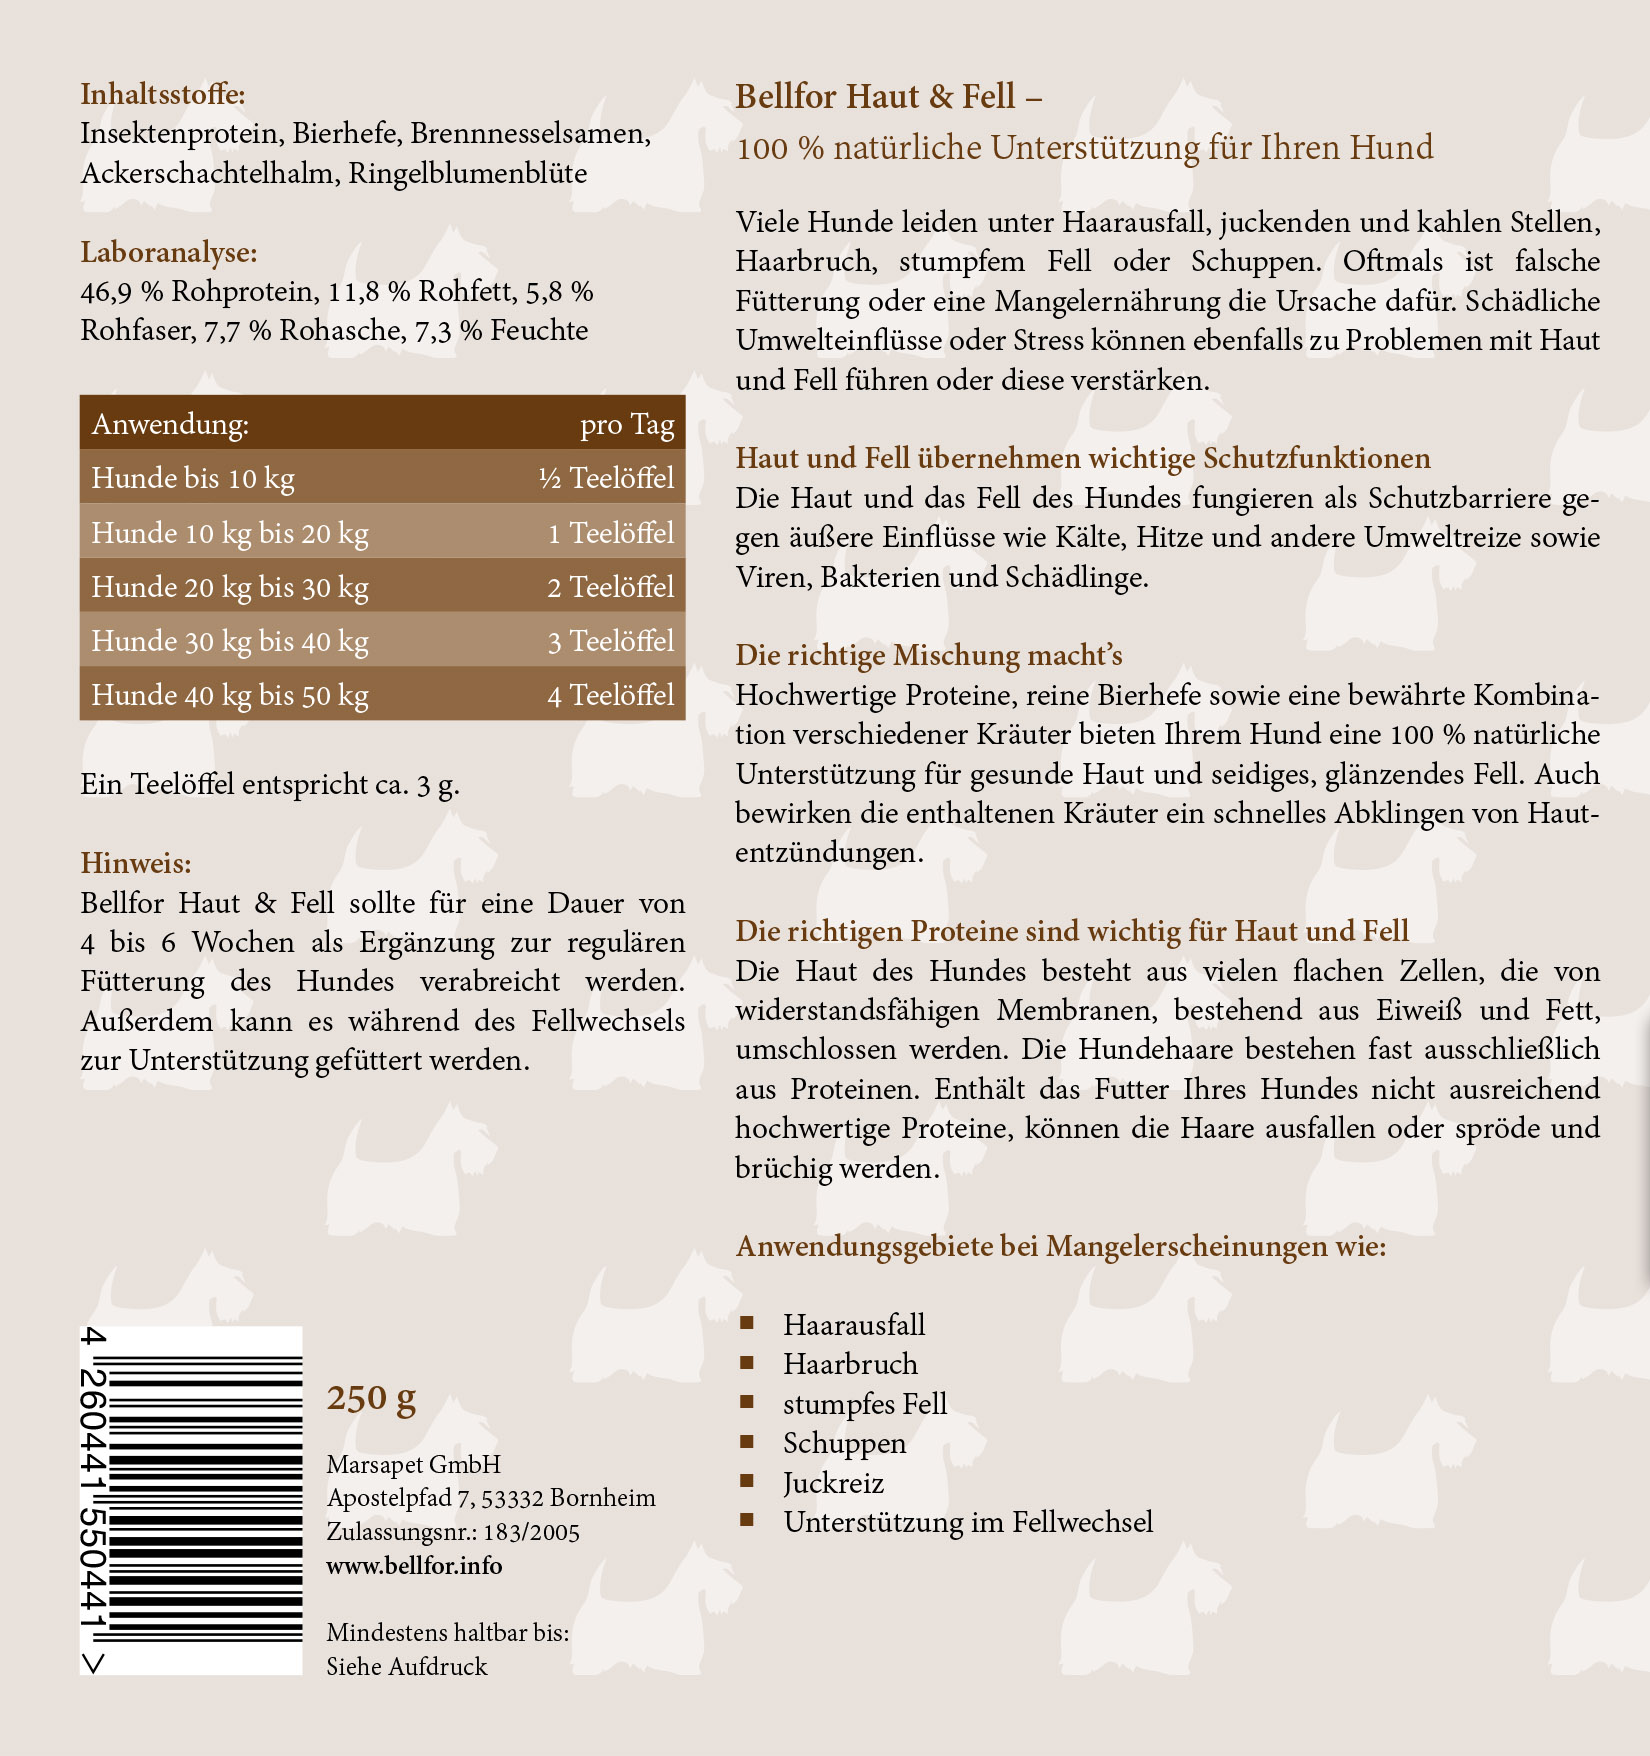 Inhaltsstoffe:
Insektenprotein, Bierhefe, Brennnesselsamen,
Ackerschachtelhalm, Ringelblumenblüte
Laboranalyse:
46,9 % Rohprotein, 11,8 % Rohfett, 5,8 %
Rohfaser, 7,7 % Rohasche, 7,3 % Feuchte
Anwendung: pro Tag
Hunde bis 10 kg ½ Teelöffel
Hunde 10 kg bis 20 kg 1 Teelöffel
Hunde 20 kg bis 30 kg 2 Teelöffel
Hunde 30 kg bis 40 kg 3 Teelöffel
Hunde 40 kg bis 50 kg 4 Teelöffel
Ein Teelöffel entspricht ca. 3 g.
Hinweis:
Bellfor Haut & Fell sollte für eine Dauer von
4 bis 6 Wochen als Ergänzung zur regulären
Fütterung des Hundes verabreicht werden.
Außerdem kann es während des Fellwechsels
zur Unterstützung gefüttert werden.
4 260441 550441 >
250 g
Marsapet GmbH
Apostelpfad 7, 53332 Bornheim
Zulassungsnr.: 183/2005
www.bellfor.info
Mindestens haltbar bis:
Siehe Aufdruck
Bellfor Haut & Fell –
100 % natürliche Unterstützung für Ihren Hund
Viele Hunde leiden unter Haarausfall, juckenden und kahlen Stellen,
Haarbruch, stumpfem Fell oder Schuppen. Oftmals ist falsche
Fütterung oder eine Mangelernährung die Ursache dafür. Schädliche
Umwelteinflüsse oder Stress können ebenfalls zu Problemen mit Haut
und Fell führen oder diese verstärken.
Haut und Fell übernehmen wichtige Schutzfunktionen
Die Haut und das Fell des Hundes fungieren als Schutzbarriere ge-
gen äußere Einflüsse wie Kälte, Hitze und andere Umweltreize sowie
Viren, Bakterien und Schädlinge.
Die richtige Mischung macht’s
Hochwertige Proteine, reine Bierhefe sowie eine bewährte Kombina-
tion verschiedener Kräuter bieten Ihrem Hund eine 100 % natürliche
Unterstützung für gesunde Haut und seidiges, glänzendes Fell. Auch
bewirken die enthaltenen Kräuter ein schnelles Abklingen von Haut-
entzündungen.
Die richtigen Proteine sind wichtig für Haut und Fell
Die Haut des Hundes besteht aus vielen flachen Zellen, die von
widerstandsfähigen Membranen, bestehend aus Eiweiß und Fett,
umschlossen werden. Die Hundehaare bestehen fast ausschließlich
aus Proteinen. Enthält das Futter Ihres Hundes nicht ausreichend
hochwertige Proteine, können die Haare ausfallen oder spröde und
brüchig werden.
Anwendungsgebiete bei Mangelerscheinungen wie:
■ Haarausfall
■ Haarbruch
■ stumpfes Fell
■ Schuppen
■ Juckreiz
■ Unterstützung im Fellwechsel